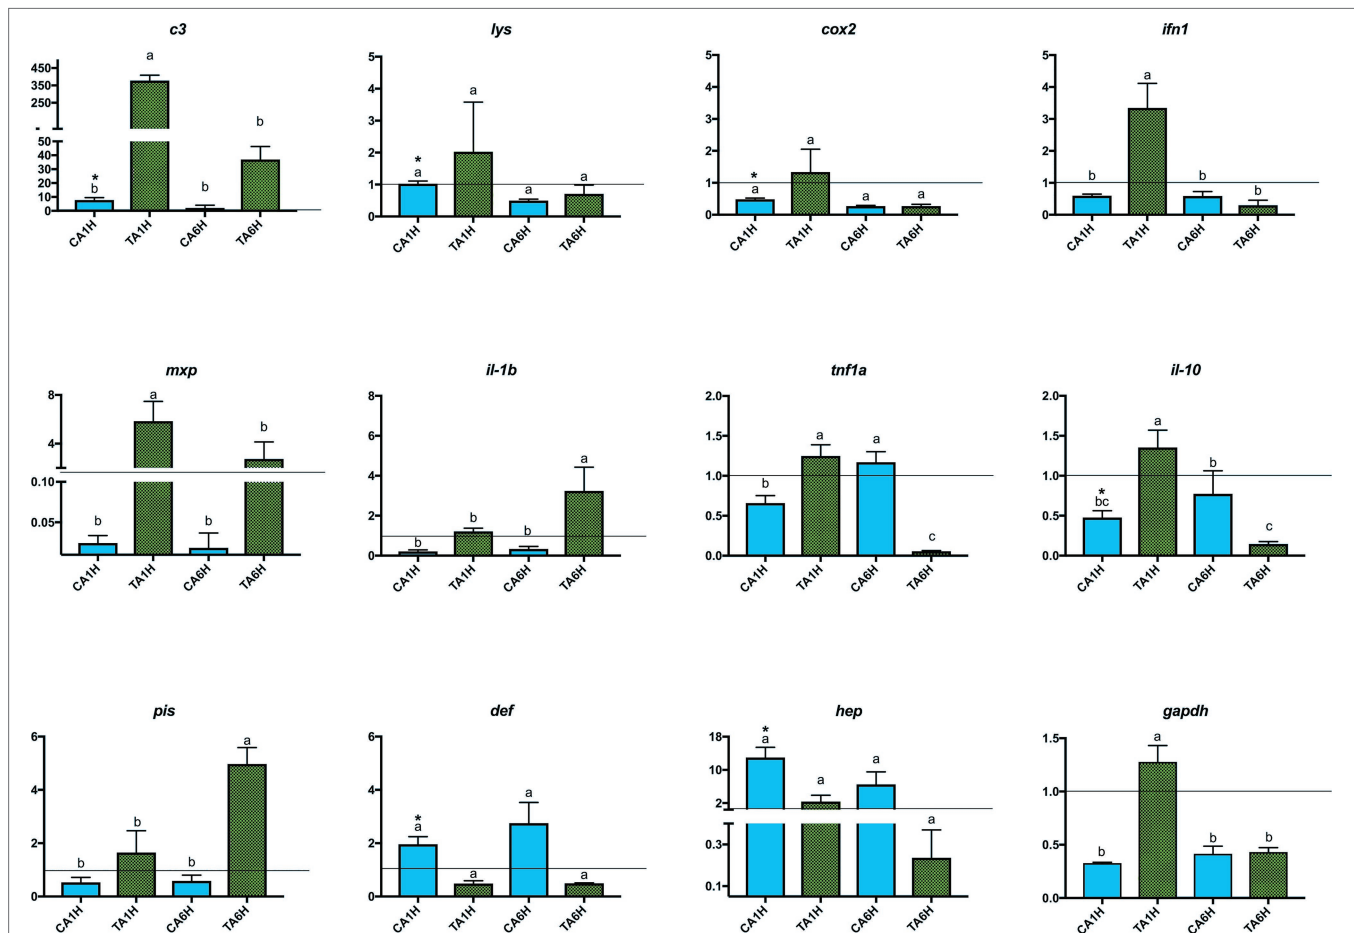 c3
450
350
250
50
40
30
20
10
0
*
b
a
b
b
CA1H
TA1H
CA6H
TA6H
lys
5
4
3
2
1
0
*
a
a
a
a
CA1H
TA1H
CA6H
TA6H
cox2
5
4
3
2
1
0
*
a
a
a
a
CA1H
TA1H
CA6H
TA6H
ifn1
5
4
3
2
1
0
b
a
b
b
CA1H
TA1H
CA6H
TA6H
mxp
8
4
0.10
0.05
b
a
b
b
CA1H
TA1H
CA6H
TA6H
il-1b
8
6
4
2
0
b
b
b
a
CA1H
TA1H
CA6H
TA6H
tnf1a
2.0
1.5
1.0
0.5
0.0
b
a
a
c
CA1H
TA1H
CA6H
TA6H
il-10
2.0
1.5
1.0
0.5
0.0
*
bc
a
b
c
CA1H
TA1H
CA6H
TA6H
pis
6
4
2
0
b
b
b
a
CA1H
TA1H
CA6H
TA6H
def
6
4
2
0
*
a
a
a
a
CA1H
TA1H
CA6H
TA6H
hep
18
10
2
0.3
0.1
*
a
a
a
a
CA1H
TA1H
CA6H
TA6H
gapdh
1.5
1.0
0.5
0.0
b
a
b
b
CA1H
TA1H
CA6H
TA6H